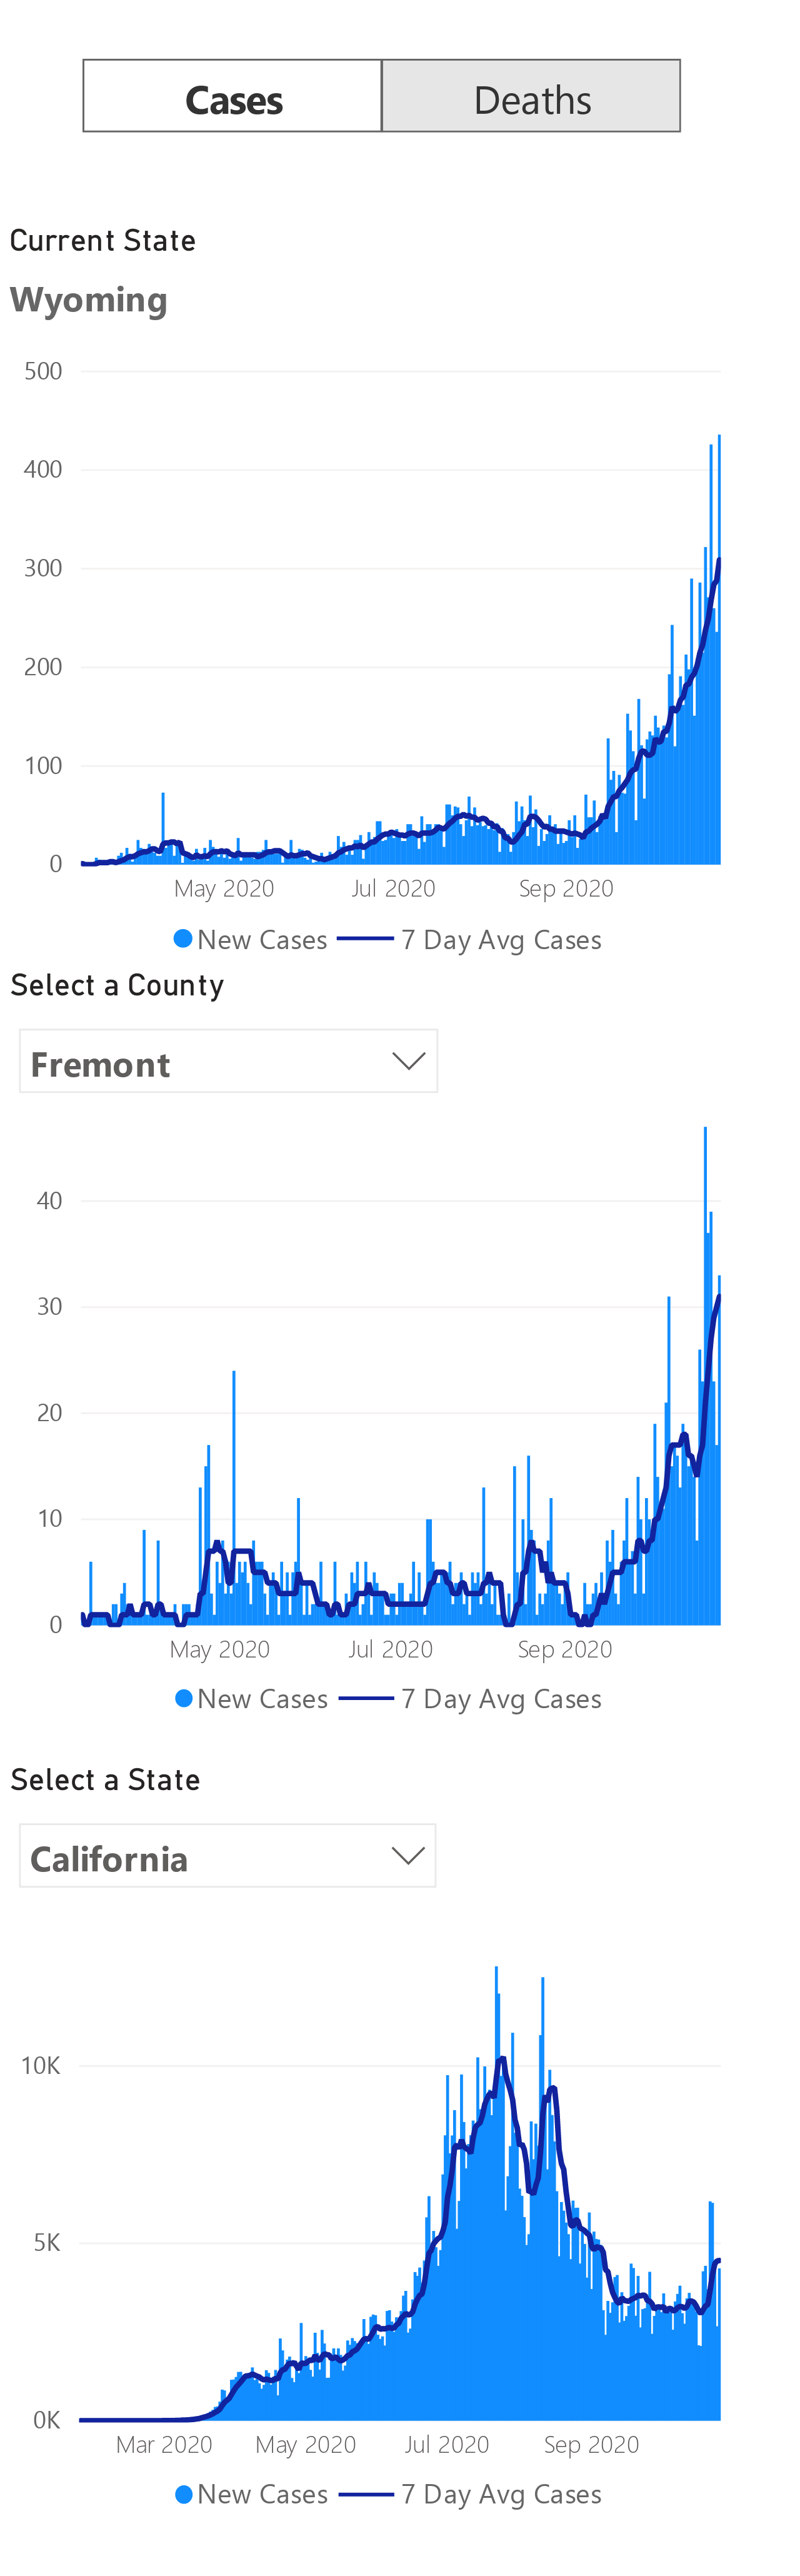 Cases Deaths
Current State
Wyoming
500
400
300
200
100
0
May 2020 Jul 2020 Sep 2020
New Cases 7 Day Avg Cases
Select a County
Fremont
40
30
20
10
0
May 2020 Jul 2020 Sep 2020
New Cases 7 Day Avg Cases
Select a State
California
10K
5K
0K
Mar 2020 May 2020 Jul 2020 Sep 2020
New Cases 7 Day Avg Cases